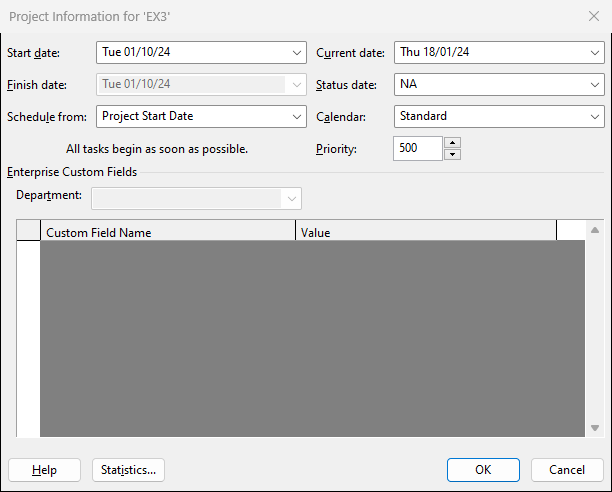 Project Information for 'EX3'
Start date: Tue 01/10/24 Current date: Thu 18/01/24
Finish date: Tue 01/10/24 Status date: NA
Schedule from: Project Start Date Calendar: Standard
All tasks begin as soon as possible. Priority: 500
Enterprise Custom Fields
Department:
Custom Field Name Value
Help Statistics... OK Cancel